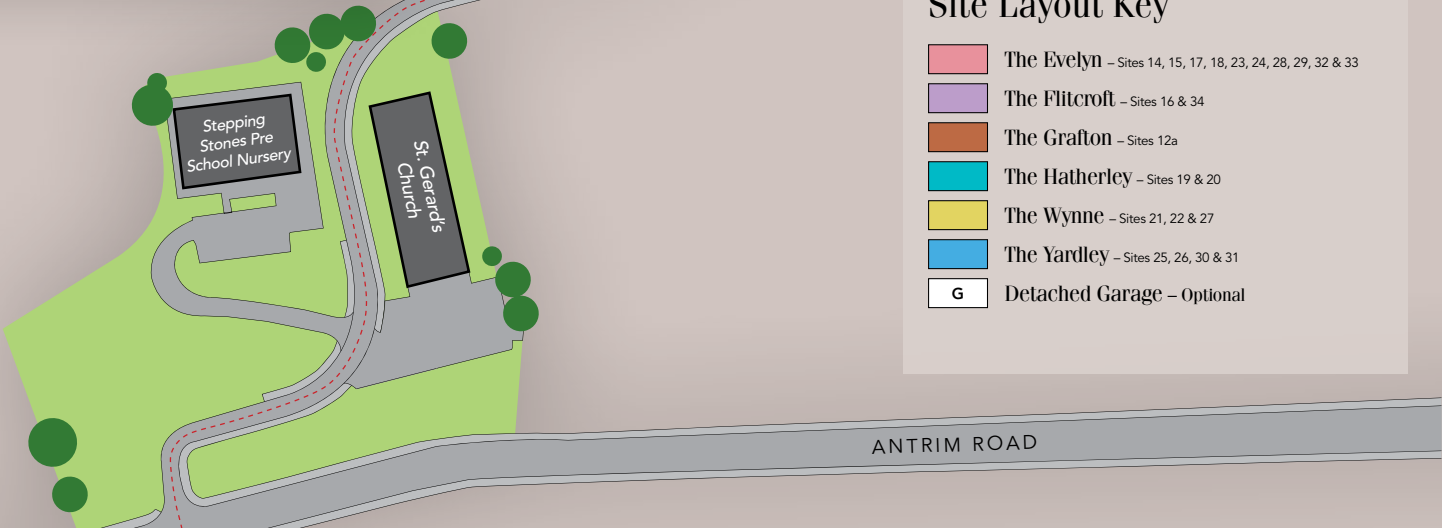 Site Layout Key
The Evelyn – Sites 14, 15, 17, 18, 23, 24, 28, 29, 32 & 33
The Flitcroft – Sites 16 & 34
The Grafton – Sites 12a
The Hatherley – Sites 19 & 20
The Wynne – Sites 21, 22 & 27
The Yardley – Sites 25, 26, 30 & 31
G Detached Garage – Optional
Stepping
Stones Pre
School Nursery
St. Gerard's
Church
ANTRIM ROAD